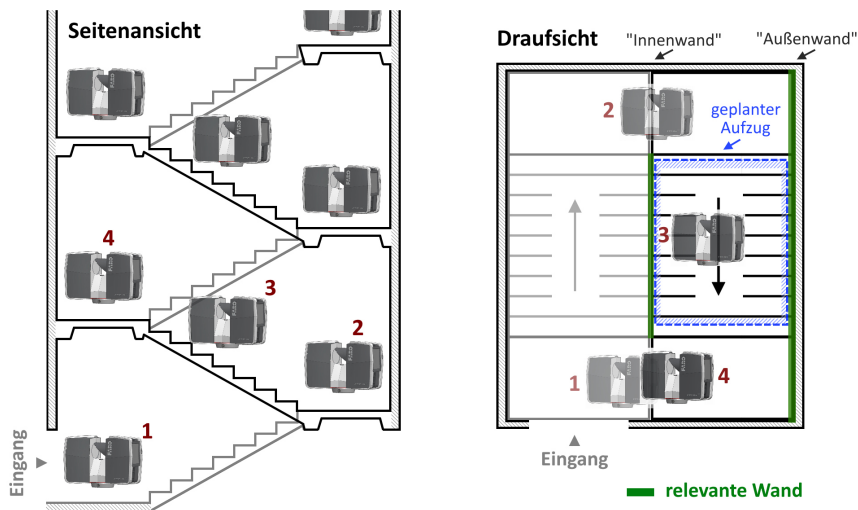 Seitenansicht
4
3
2
1
Eingang
Draufsicht
"Innenwand"
"Außenwand"
geplanter
Aufzug
2
3
1
4
Eingang
relevante Wand